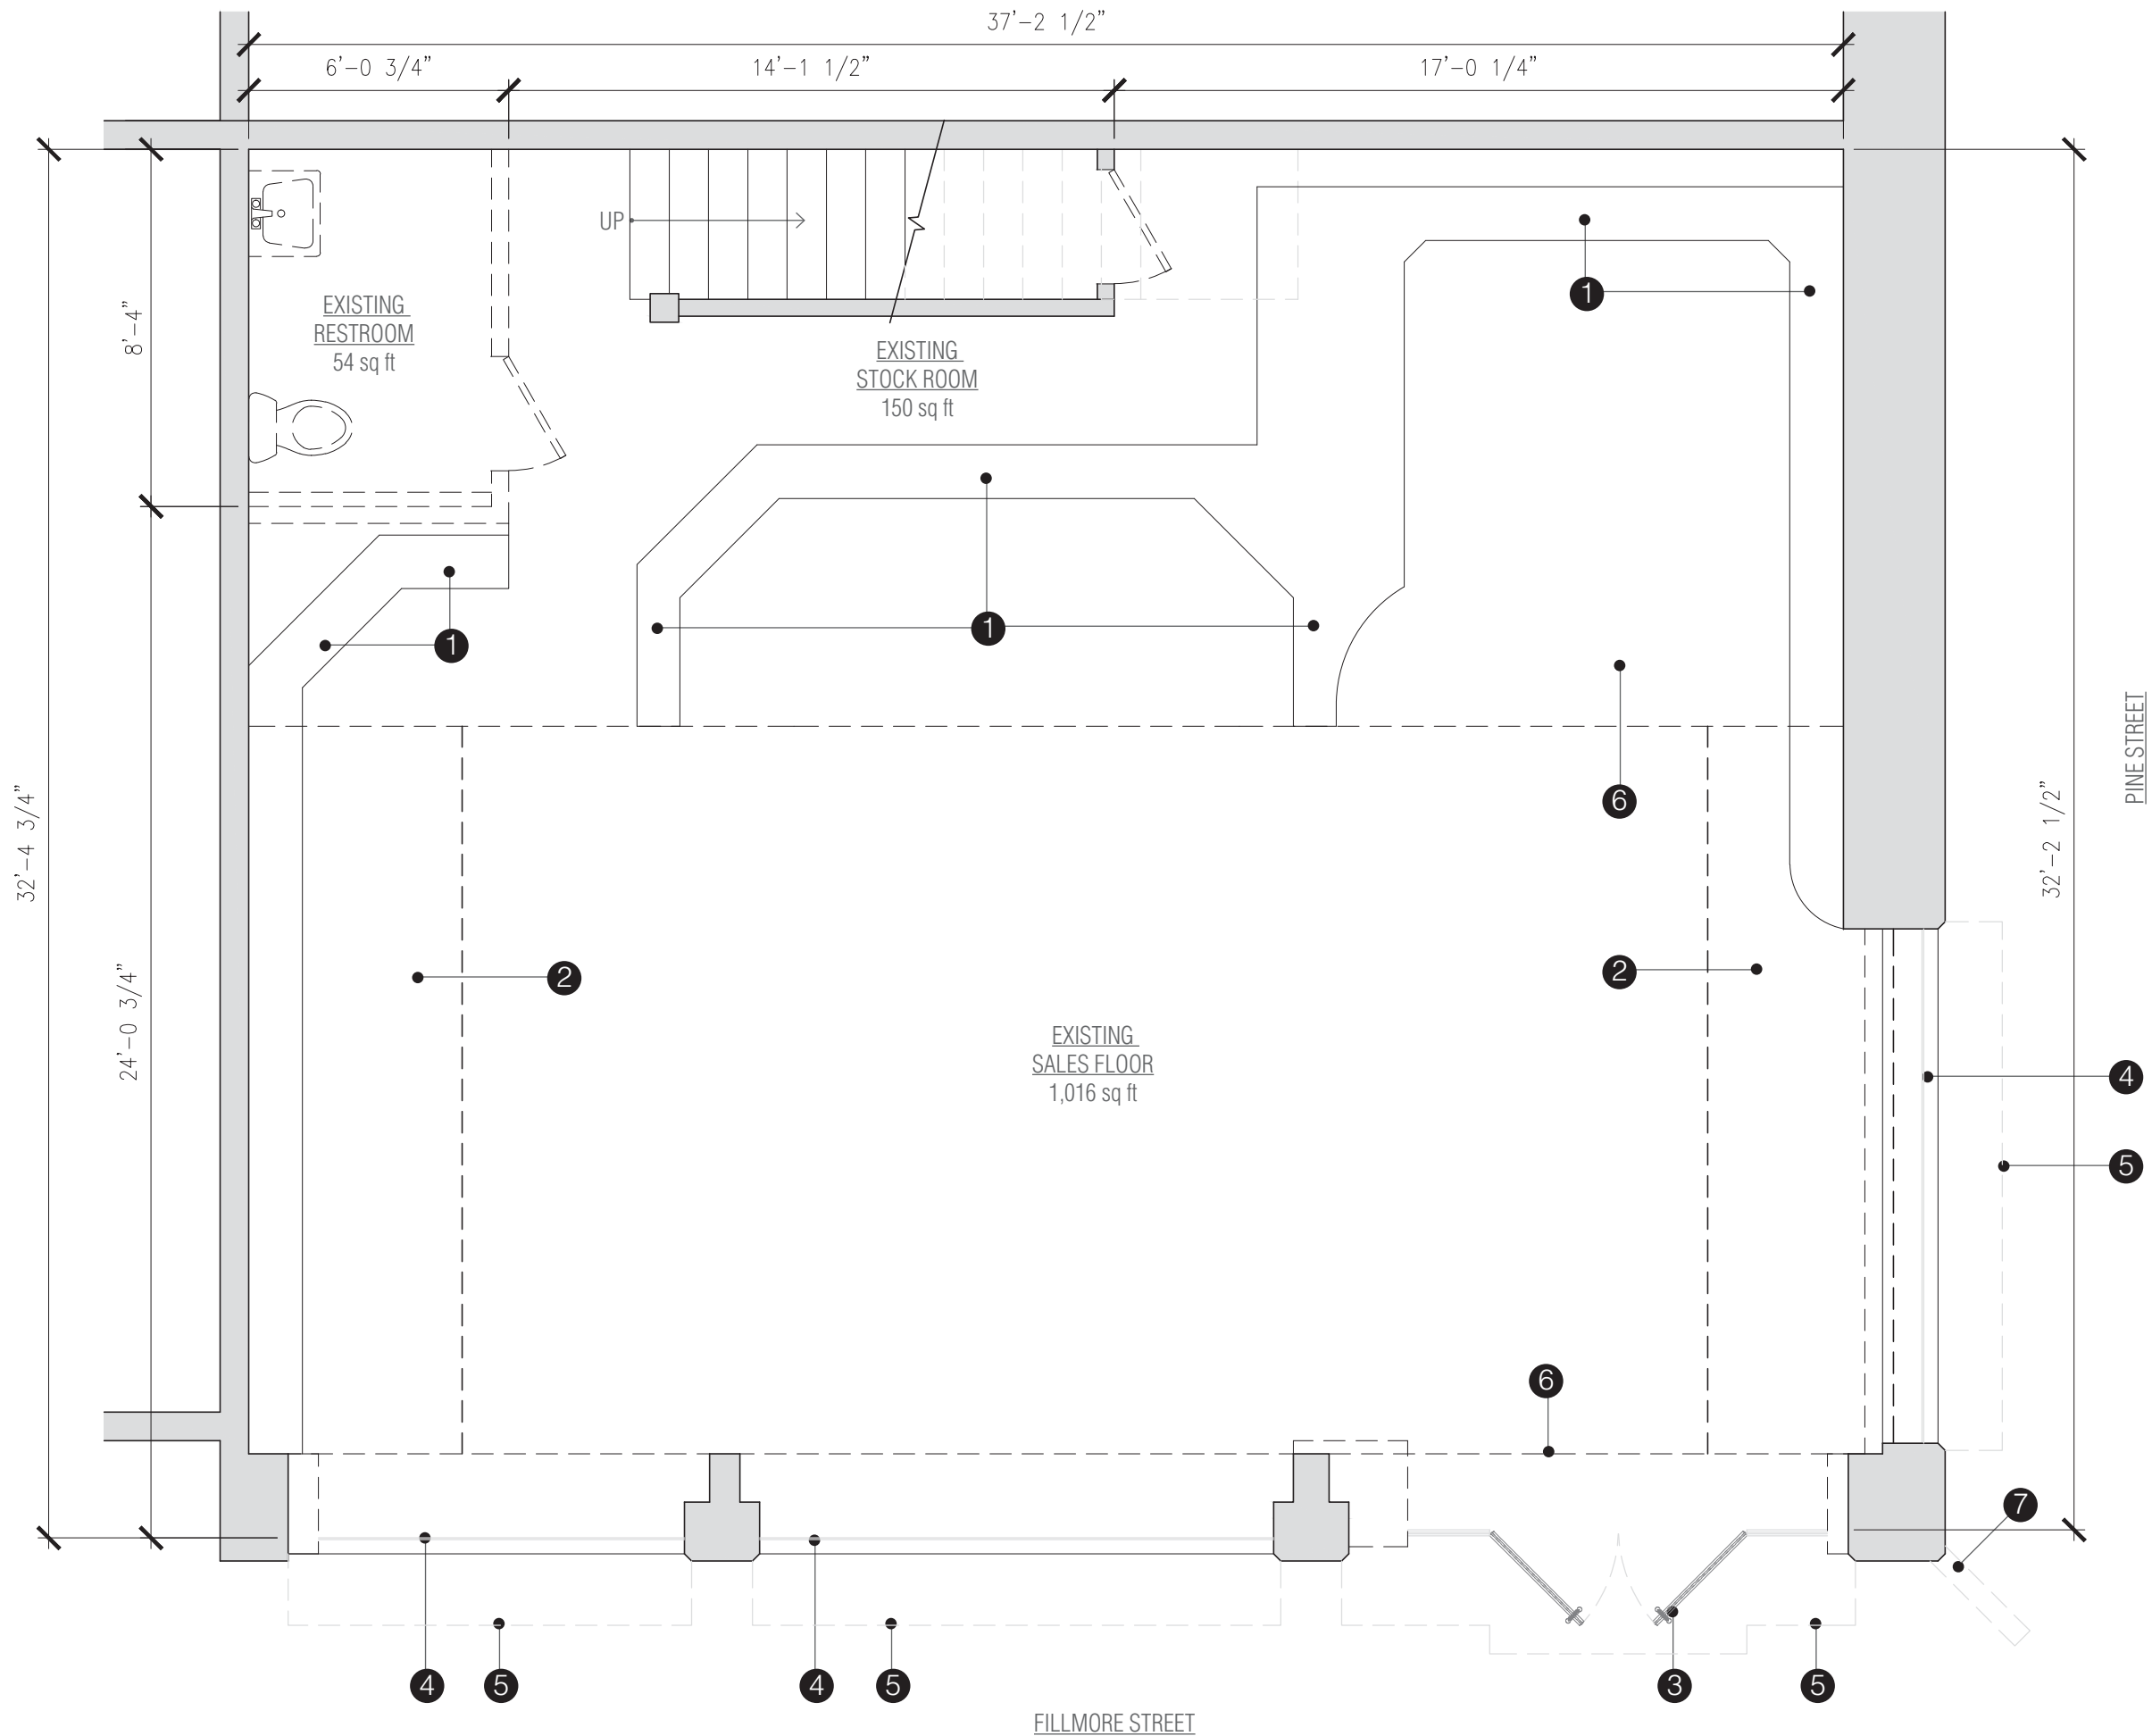 37'-2 1/2"
6'-0 3/4"
14'-1 1/2"
17'-0 1/4"
UP
EXISTING
RESTROOM
54 sq ft
8'-4"
EXISTING
STOCK ROOM
150 sq ft
1
1
1
PINE STREET
32'-4 3/4"
32'-2 1/2"
6
24'-0 3/4"
2
2
EXISTING
SALES FLOOR
1,016 sq ft
4
5
6
7
4
5
4
5
3
5
FILLMORE STREET